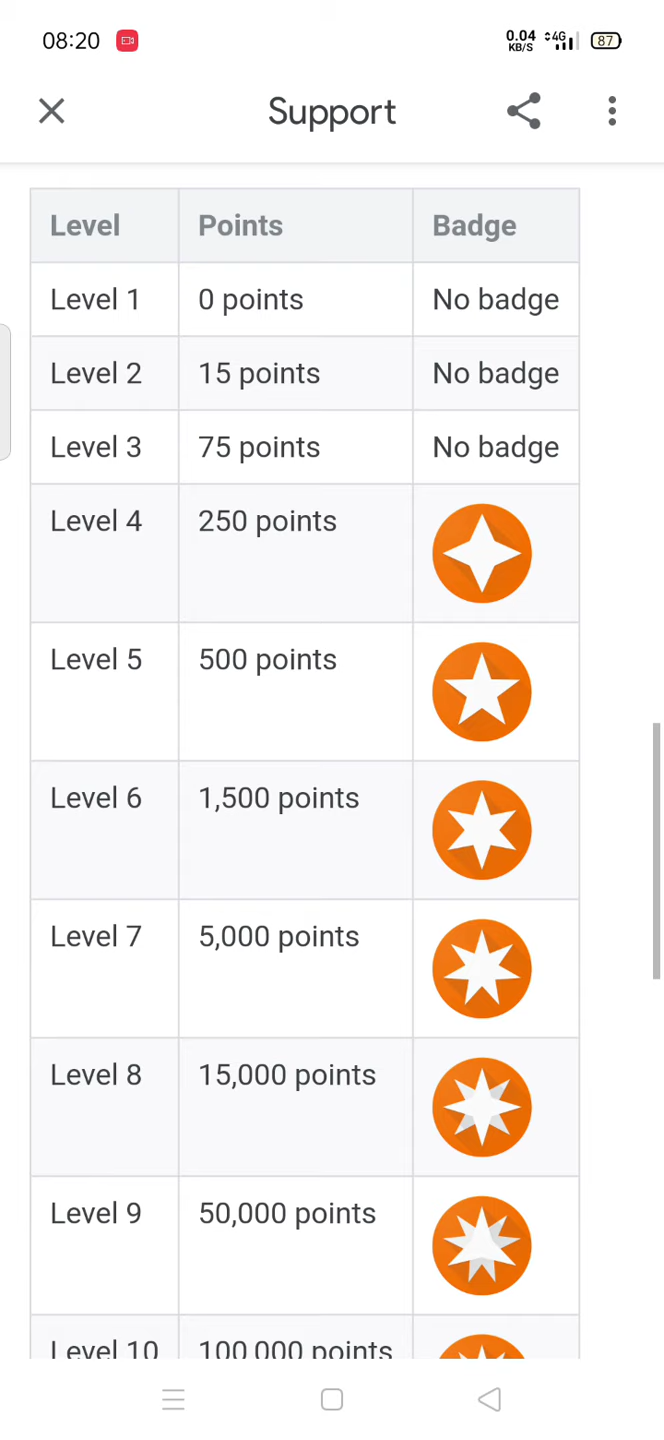 08:20
0.04 KB/S 4G 87
Support
Level Points Badge
Level 1 0 points No badge
Level 2 15 points No badge
Level 3 75 points No badge
Level 4 250 points
Level 5 500 points
Level 6 1,500 points
Level 7 5,000 points
Level 8 15,000 points
Level 9 50,000 points
Level 10 100,000 points